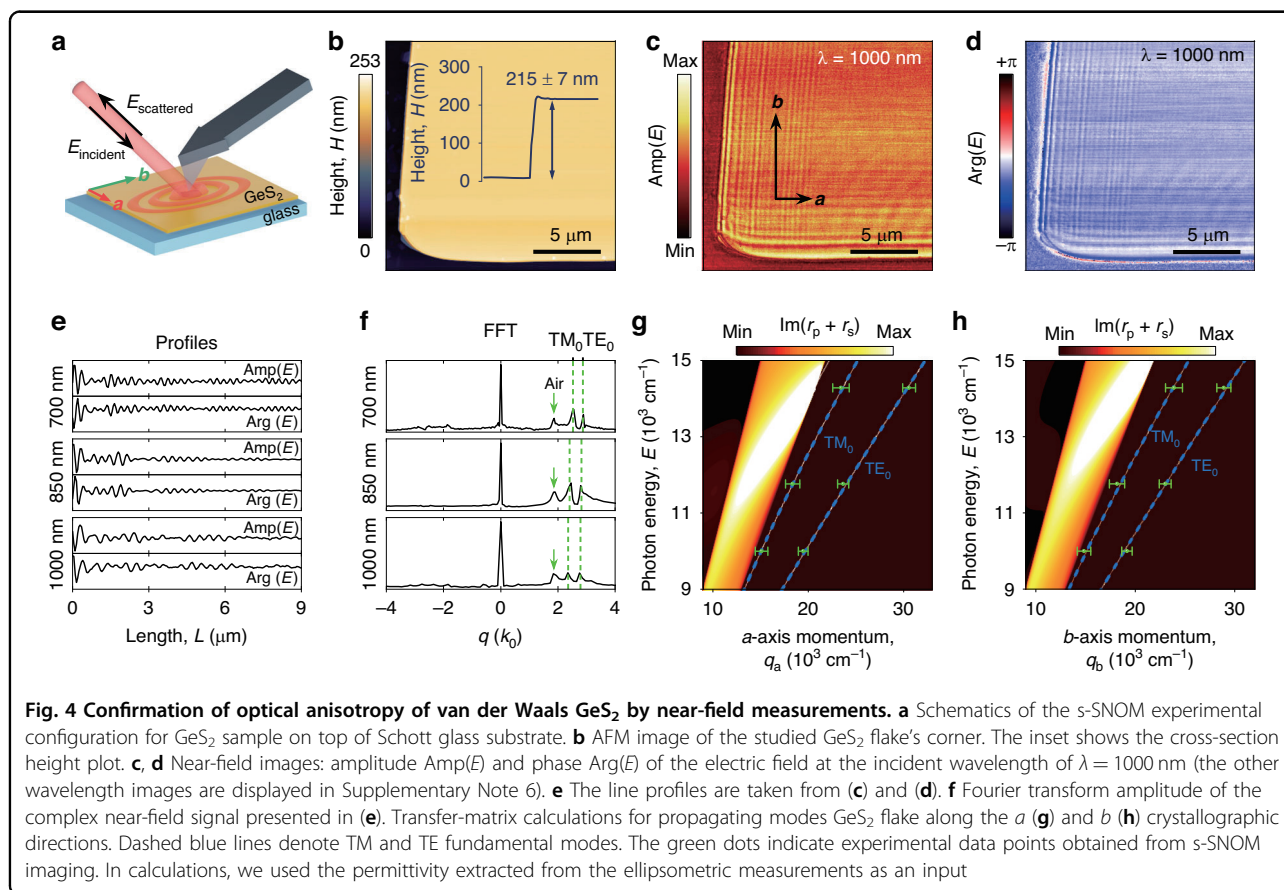 a
E_scattered
E_incident
b
a
GeS₂
glass
b
253
Height, H (nm)
0
300
200
100
0
Height, H (nm)
215 ± 7 nm
5 μm
c
Max
Amp(E)
Min
λ = 1000 nm
b
a
5 μm
d
+π
Arg(E)
−π
λ = 1000 nm
5 μm
e
Profiles
700 nm
Amp(E)
Arg (E)
850 nm
Amp(E)
Arg (E)
1000 nm
Amp(E)
Arg (E)
0 3 6 9
Length, L (μm)
f
FFT
TM₀TE₀
Air
700 nm
850 nm
1000 nm
−4 −2 0 2 4
q (k₀)
g
Min Im(rₚ + rₛ) Max
15
13
11
9
Photon energy, E (10³ cm⁻¹)
TM₀
TE₀
10 20 30
a-axis momentum,
qₐ (10³ cm⁻¹)
h
Min Im(rₚ + rₛ) Max
15
13
11
9
Photon energy, E (10³ cm⁻¹)
TM₀
TE₀
10 20 30
b-axis momentum,
q_b (10³ cm⁻¹)
Fig. 4 Confirmation of optical anisotropy of van der Waals GeS₂ by near-field measurements. a Schematics of the s-SNOM experimental
configuration for GeS₂ sample on top of Schott glass substrate. b AFM image of the studied GeS₂ flake's corner. The inset shows the cross-section
height plot. c, d Near-field images: amplitude Amp(E) and phase Arg(E) of the electric field at the incident wavelength of λ = 1000 nm (the other
wavelength images are displayed in Supplementary Note 6). e The line profiles are taken from (c) and (d). f Fourier transform amplitude of the
complex near-field signal presented in (e). Transfer-matrix calculations for propagating modes GeS₂ flake along the a (g) and b (h) crystallographic
directions. Dashed blue lines denote TM and TE fundamental modes. The green dots indicate experimental data points obtained from s-SNOM
imaging. In calculations, we used the permittivity extracted from the ellipsometric measurements as an input